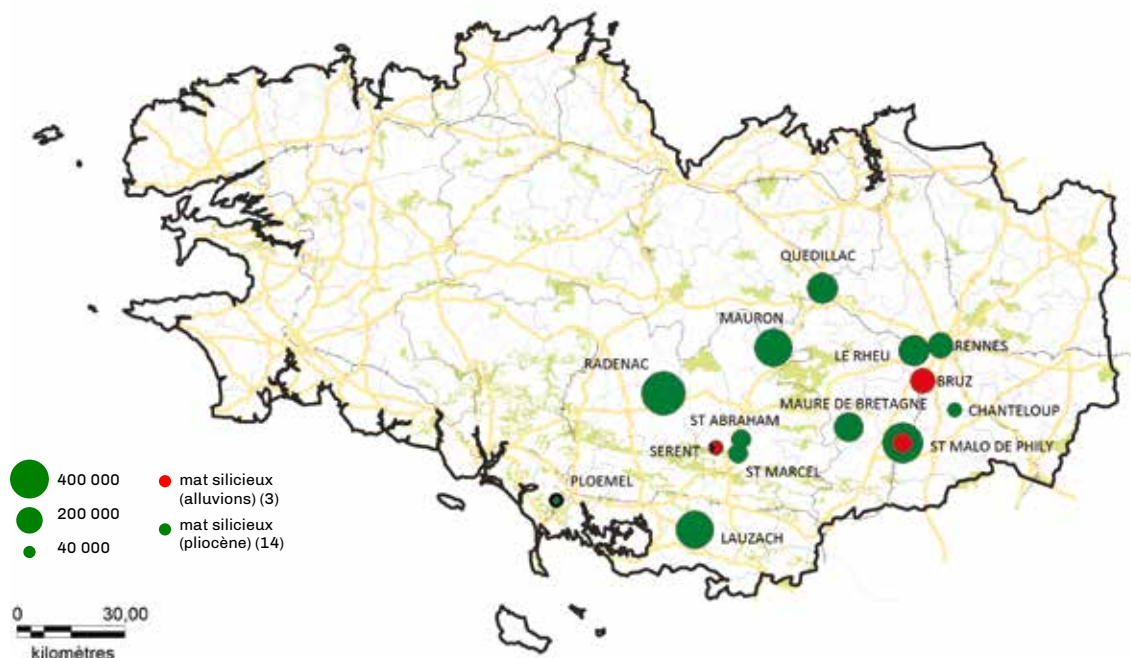 QUEDILLAC
MAURON
LE RHEU
RENNES
RADENAC
BRUZ
MAURE DE BRETAGNE
CHANTELOUP
ST ABRAHAM
SERENT
ST MALO DE PHILY
ST MARCEL
PLOEMEL
LAUZACH
400 000
200 000
40 000
mat silicieux
(alluvions) (3)
mat silicieux
(pliocène) (14)
0 30,00
kilomètres